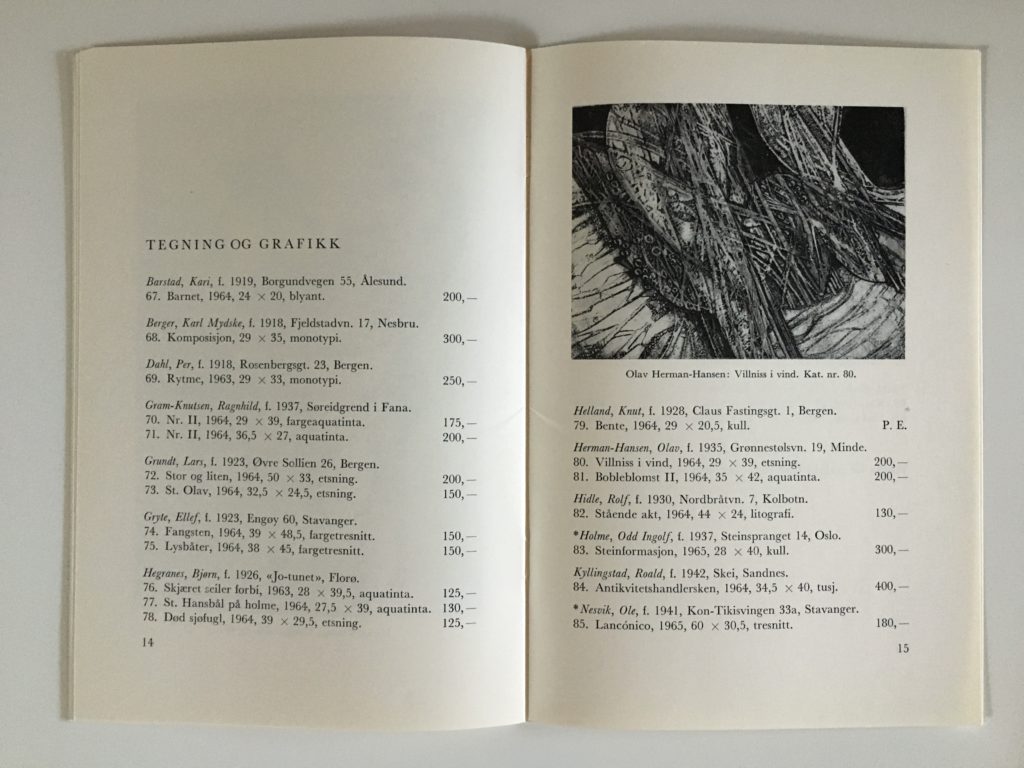 TEGNING OG GRAFIKK
Barstad, Kari, f. 1919, Borgundvegen 55, Ålesund.
67. Barnet, 1964, 24 × 20, blyant. 200,—
Berger, Karl Mydske, f. 1918, Fjeldstadvn. 17, Nesbru.
68. Komposisjon, 29 × 35, monotypi. 300,—
Dahl, Per, f. 1918, Rosenbergsgt. 23, Bergen.
69. Rytme, 1963, 29 × 33, monotypi. 250,—
Gram-Knutsen, Ragnhild, f. 1937, Søreidgrend i Fana.
70. Nr. II, 1964, 29 × 39, fargeaquatinta. 175,—
71. Nr. II, 1964, 36,5 × 27, aquatinta. 200,—
Grundt, Lars, f. 1923, Øvre Sollien 26, Bergen.
72. Stor og liten, 1964, 50 × 33, etsning. 200,—
73. St. Olav, 1964, 32,5 × 24,5, etsning. 150,—
Gryte, Ellef, f. 1923, Engøy 60, Stavanger.
74. Fangsten, 1964, 39 × 48,5, fargetresnitt. 150,—
75. Lysbåter, 1964, 38 × 45, fargetresnitt. 150,—
Hegranes, Bjørn, f. 1926, «Jo-tunet», Florø.
76. Skjæret seiler forbi, 1963, 28 × 39,5, aquatinta. 125,—
77. St. Hansbål på holme, 1964, 27,5 × 39, aquatinta. 130,—
78. Død sjøfugl, 1964, 39 × 29,5, etsning. 125,—
14
Olav Herman-Hansen: Villniss i vind. Kat. nr. 80.
Helland, Knut, f. 1928, Claus Fastingsgt. 1, Bergen.
79. Bente, 1964, 29 × 20,5, kull. P. E.
Herman-Hansen, Olav, f. 1935, Grønnestølsvn. 19, Minde.
80. Villniss i vind, 1964, 29 × 39, etsning. 200,—
81. Bobleblomst II, 1964, 35 × 42, aquatinta. 200,—
Hidle, Rolf, f. 1930, Nordbråtvn. 7, Kolbotn.
82. Stående akt, 1964, 44 × 24, litografi. 130,—
*Holme, Odd Ingolf, f. 1937, Steinspranget 14, Oslo.
83. Steinformasjon, 1965, 28 × 40, kull. 300,—
Kyllingstad, Roald, f. 1942, Skei, Sandnes.
84. Antikvitetshandlersken, 1964, 34,5 × 40, tusj. 400,—
*Nesvik, Ole, f. 1941, Kon-Tikisvingen 33a, Stavanger.
85. Lancónico, 1965, 60 × 30,5, tresnitt. 180,—
15